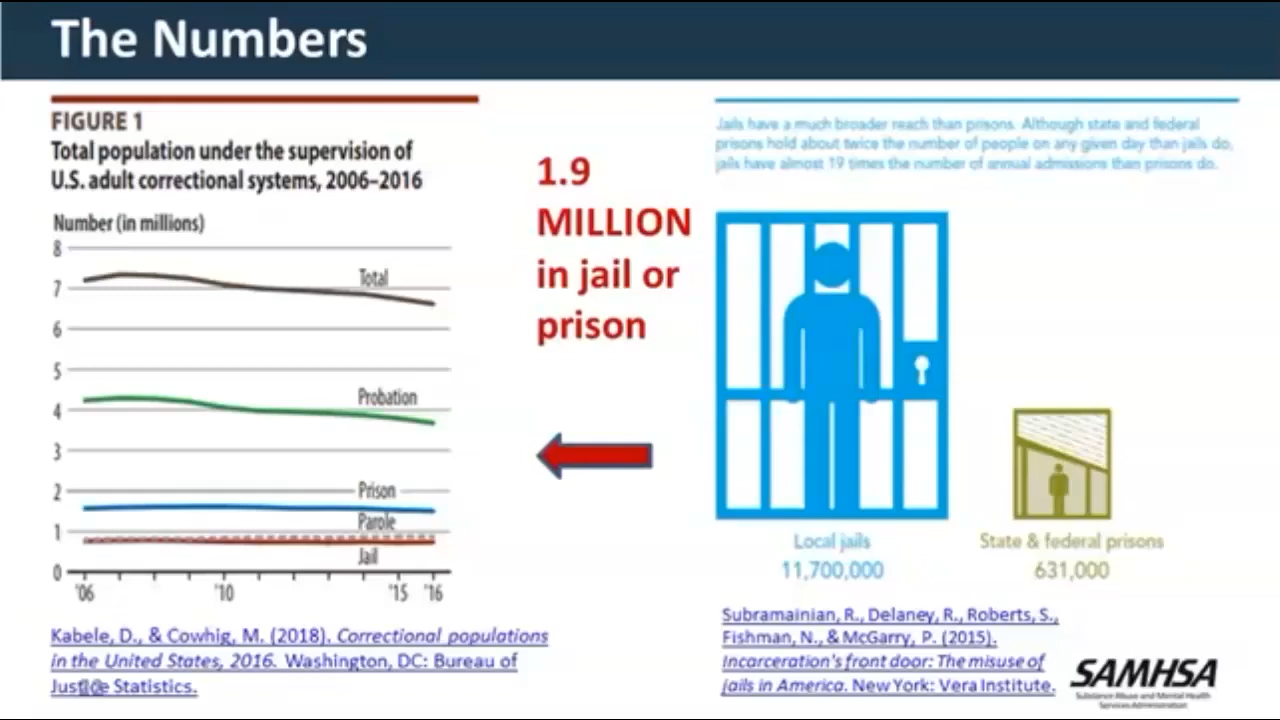 The Numbers
FIGURE 1
Total population under the supervision of
U.S. adult correctional systems, 2006–2016
Number (in millions)
8
7
6
5
4
3
2
1
0
Total
Probation
Prison
Parole
Jail
'06
'10
'15
'16
Kabele, D., & Cowhig, M. (2018). Correctional populations
in the United States, 2016. Washington, DC: Bureau of
Statistics.
1.9
MILLION
in jail or
prison
Jails have a much broader reach than prisons. Although state and federal
prisons hold about twice the number of people on any given day than jails do,
jails have almost 19 times the number of annual admissions than prisons do.
Local jails
11,700,000
State & federal prisons
631,000
Subramainian, R., Delaney, R., Roberts, S.,
Fishman, N., & McGarry, P. (2015).
Incarceration's front door: The misuse of
jails in America. New York: Vera Institute.
SAMHSA
Substance Abuse and Mental Health
Services Administration